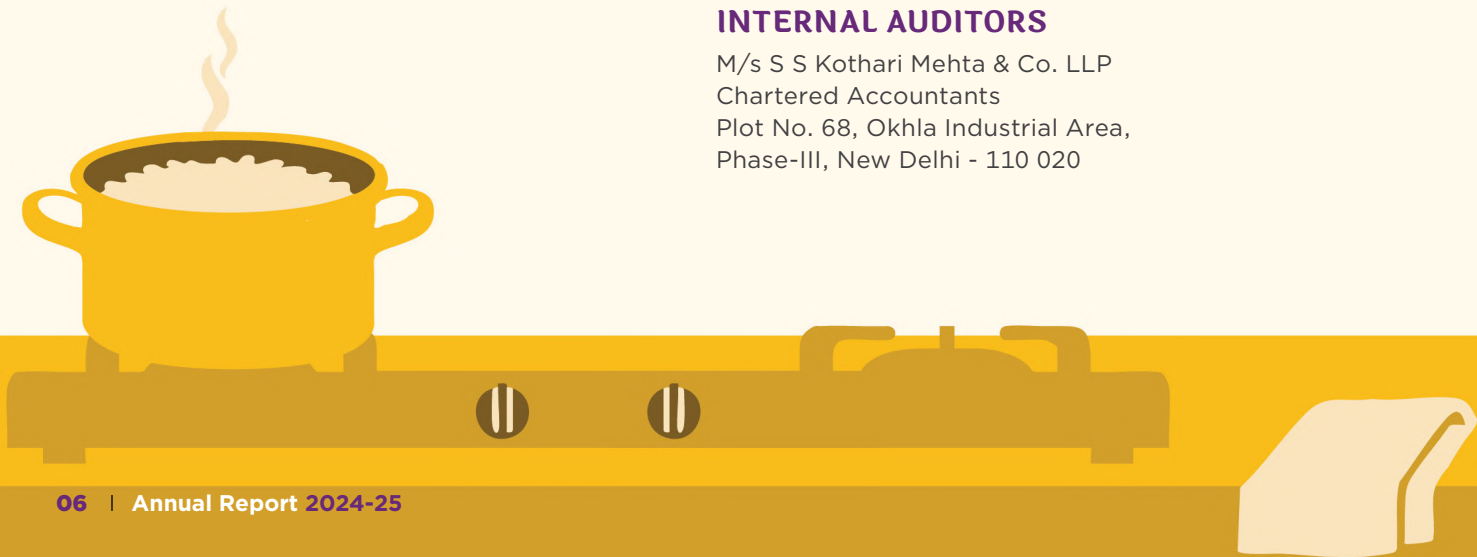 INTERNAL AUDITORS
M/s S S Kothari Mehta & Co. LLP
Chartered Accountants
Plot No. 68, Okhla Industrial Area,
Phase-III, New Delhi - 110 020
06 | Annual Report 2024-25